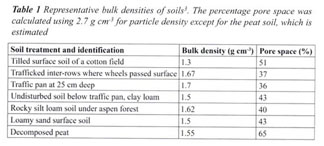 Table 1 Representative bulk densities of soils¹. The percentage pore space was
calculated using 2.7 g cm⁻³ for particle density except for the peat soil, which is
estimated
Soil treatment and identification Bulk density (g cm⁻³) Pore space (%)
Tilled surface soil of a cotton field 1.3 51
Trafficked inter-rows where wheels passed surface 1.67 37
Traffic pan at 25 cm deep 1.7 36
Undisturbed soil below traffic pan, clay loam 1.5 43
Rocky silt loam soil under aspen forest 1.62 40
Loamy sand surface soil 1.5 43
Decomposed peat 1.55 65